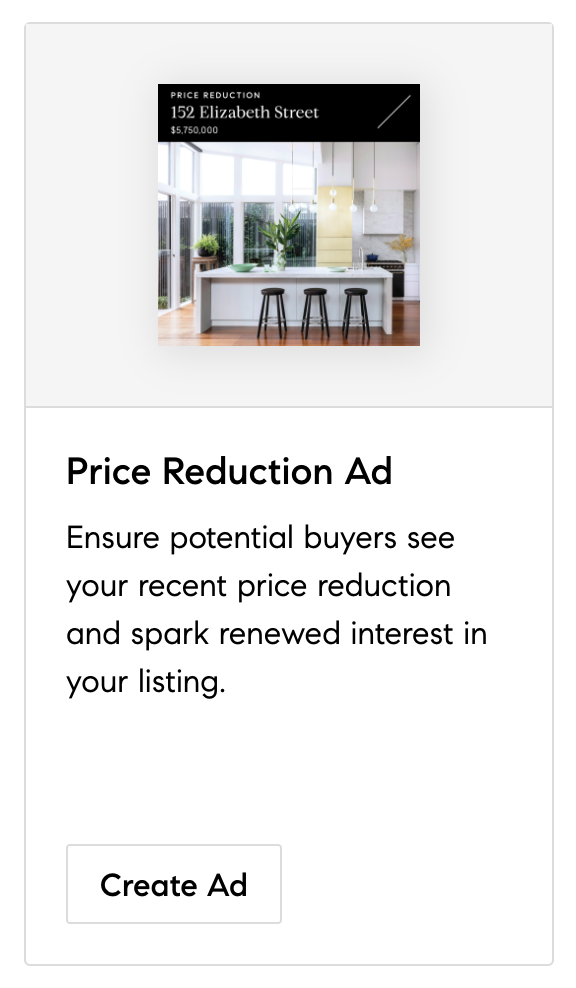 PRICE REDUCTION
152 Elizabeth Street
$5,750,000
Price Reduction Ad
Ensure potential buyers see
your recent price reduction
and spark renewed interest in
your listing.
Create Ad